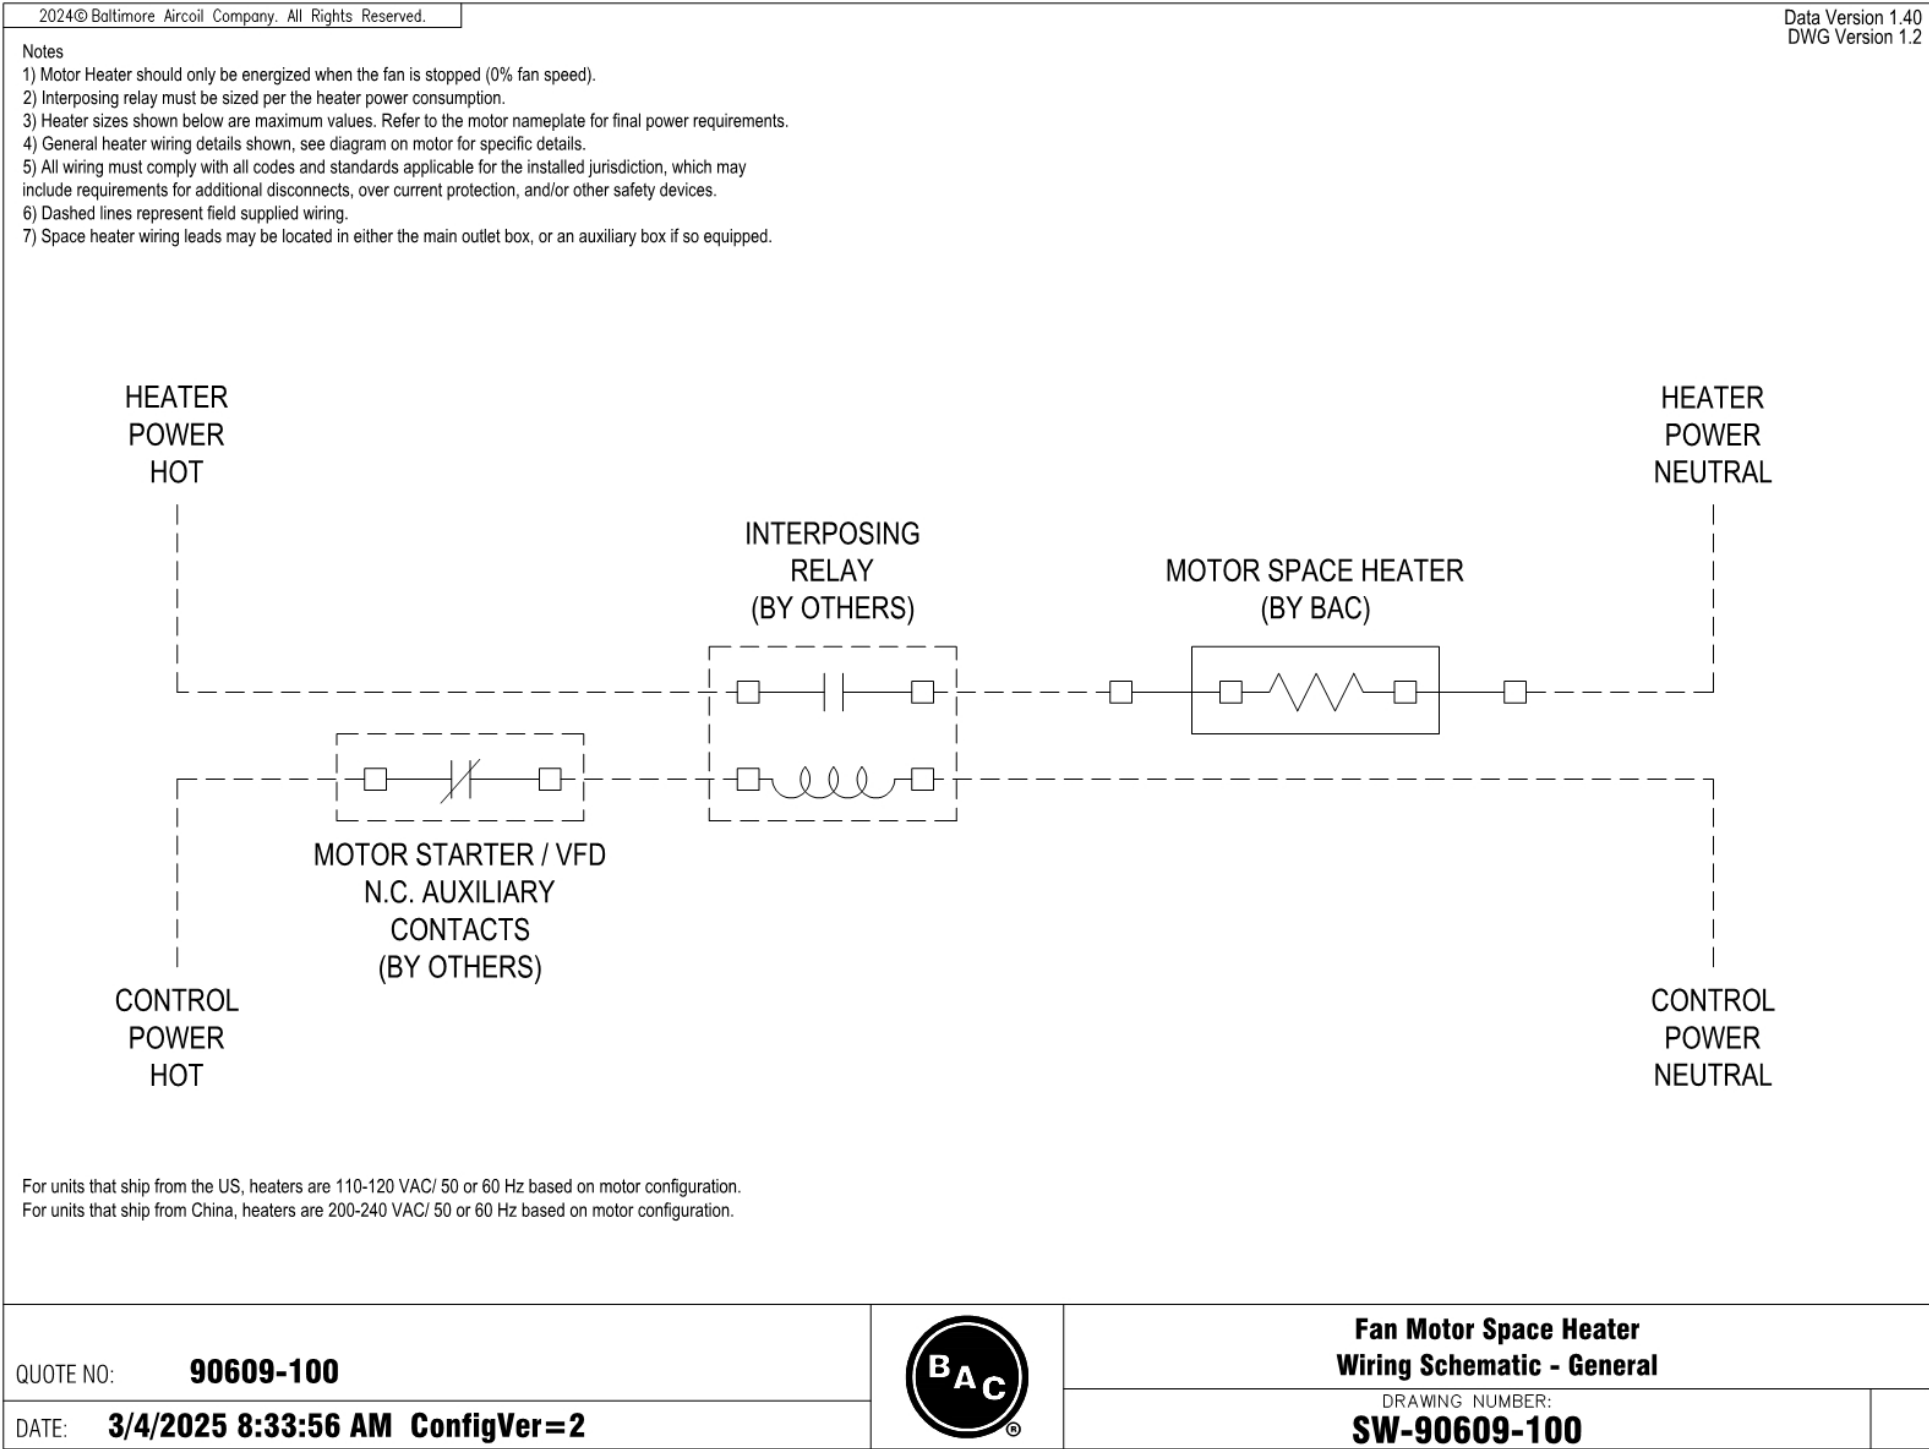 2024© Baltimore Aircoil Company. All Rights Reserved.
Data Version 1.40
DWG Version 1.2
Notes
1) Motor Heater should only be energized when the fan is stopped (0% fan speed).
2) Interposing relay must be sized per the heater power consumption.
3) Heater sizes shown below are maximum values. Refer to the motor nameplate for final power requirements.
4) General heater wiring details shown, see diagram on motor for specific details.
5) All wiring must comply with all codes and standards applicable for the installed jurisdiction, which may
include requirements for additional disconnects, over current protection, and/or other safety devices.
6) Dashed lines represent field supplied wiring.
7) Space heater wiring leads may be located in either the main outlet box, or an auxiliary box if so equipped.
HEATER
POWER
HOT
HEATER
POWER
NEUTRAL
INTERPOSING
RELAY
(BY OTHERS)
MOTOR SPACE HEATER
(BY BAC)
MOTOR STARTER / VFD
N.C. AUXILIARY
CONTACTS
(BY OTHERS)
CONTROL
POWER
HOT
CONTROL
POWER
NEUTRAL
For units that ship from the US, heaters are 110-120 VAC/ 50 or 60 Hz based on motor configuration.
For units that ship from China, heaters are 200-240 VAC/ 50 or 60 Hz based on motor configuration.
QUOTE NO: 90609-100
DATE: 3/4/2025 8:33:56 AM ConfigVer=2
BAC
®
Fan Motor Space Heater
Wiring Schematic - General
DRAWING NUMBER:
SW-90609-100